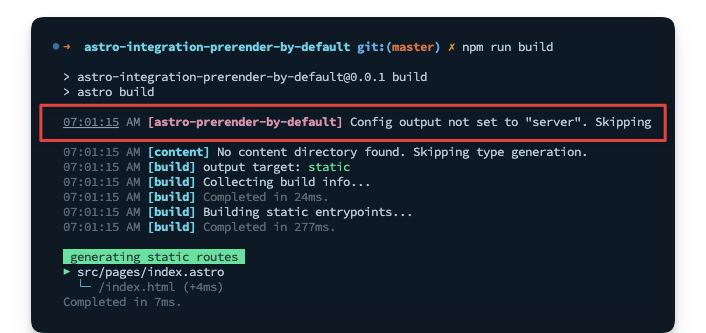 ➜ astro-integration-prerender-by-default git:(master) ✗ npm run build
> astro-integration-prerender-by-default@0.0.1 build
> astro build
07:01:15 AM [astro-prerender-by-default] Config output not set to "server". Skipping
07:01:15 AM [content] No content directory found. Skipping type generation.
07:01:15 AM [build] output target: static
07:01:15 AM [build] Collecting build info...
07:01:15 AM [build] Completed in 24ms.
07:01:15 AM [build] Building static entrypoints...
07:01:15 AM [build] Completed in 277ms.
generating static routes
▶ src/pages/index.astro
└─ /index.html (+4ms)
Completed in 7ms.